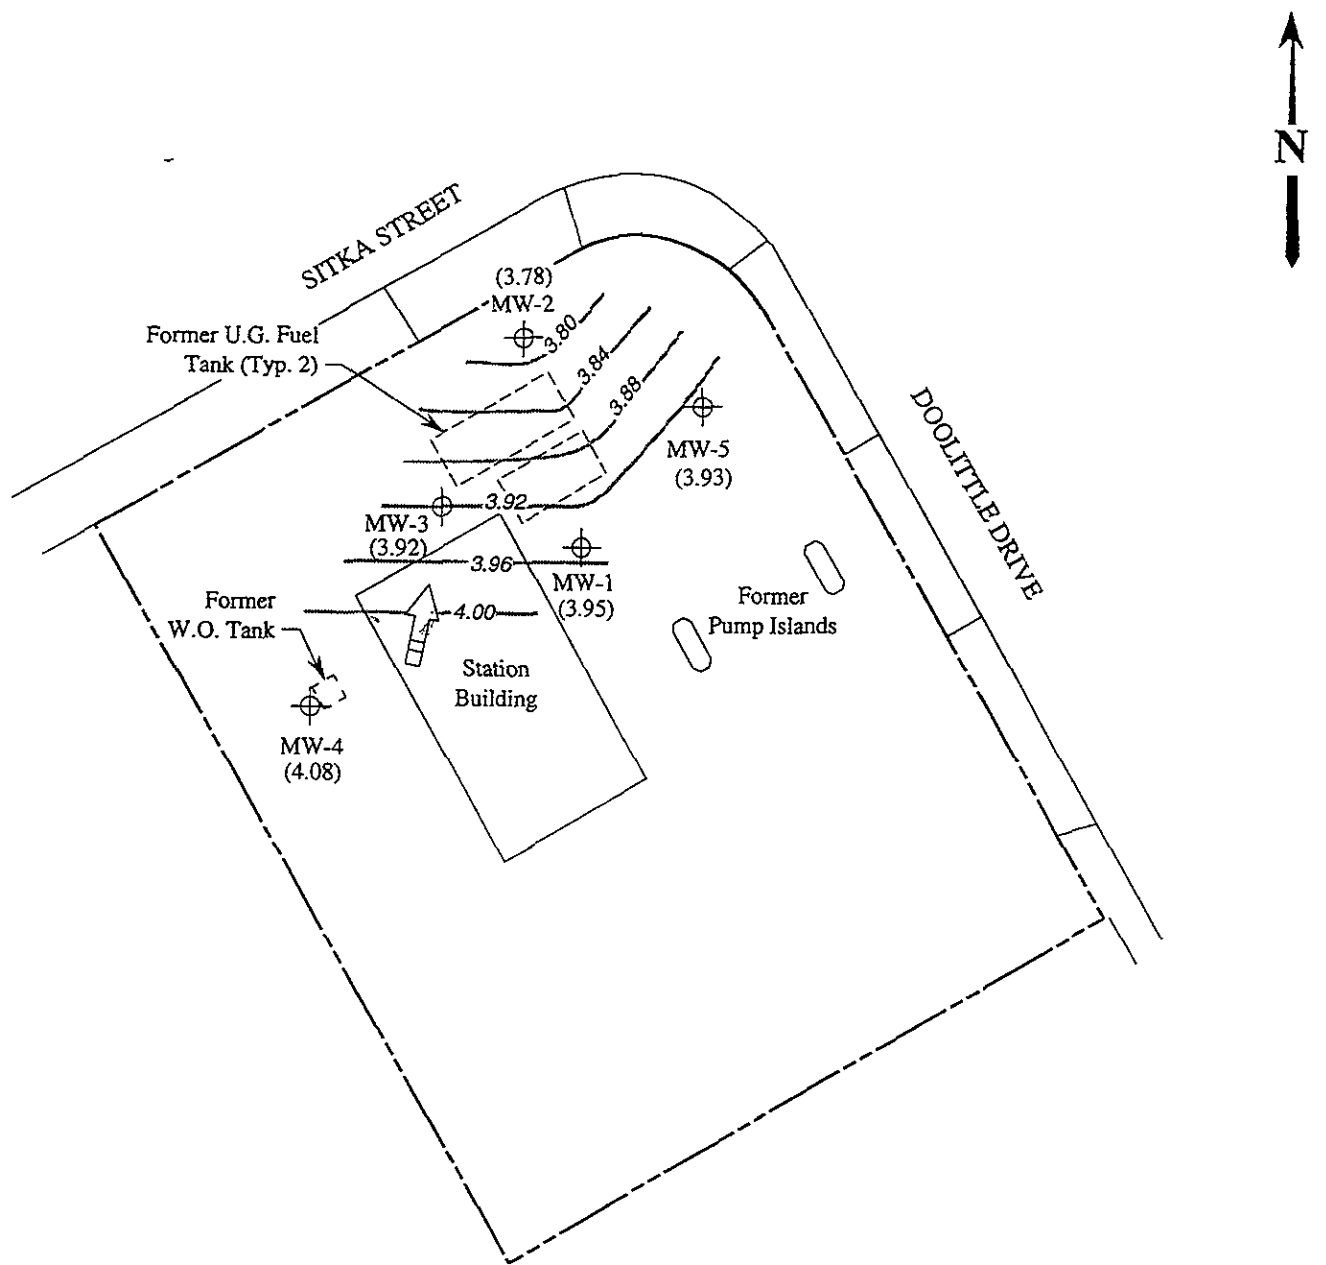 N
SITKA STREET
(3.78)
MW-2
Former U.G. Fuel
Tank (Typ. 2)
3.80
3.84
3.88
DOOLITTLE DRIVE
MW-5
(3.93)
3.92
MW-3
(3.92)
3.96
MW-1
(3.95)
Former
W.O. Tank
4.00
Former
Pump Islands
Station
Building
MW-4
(4.08)